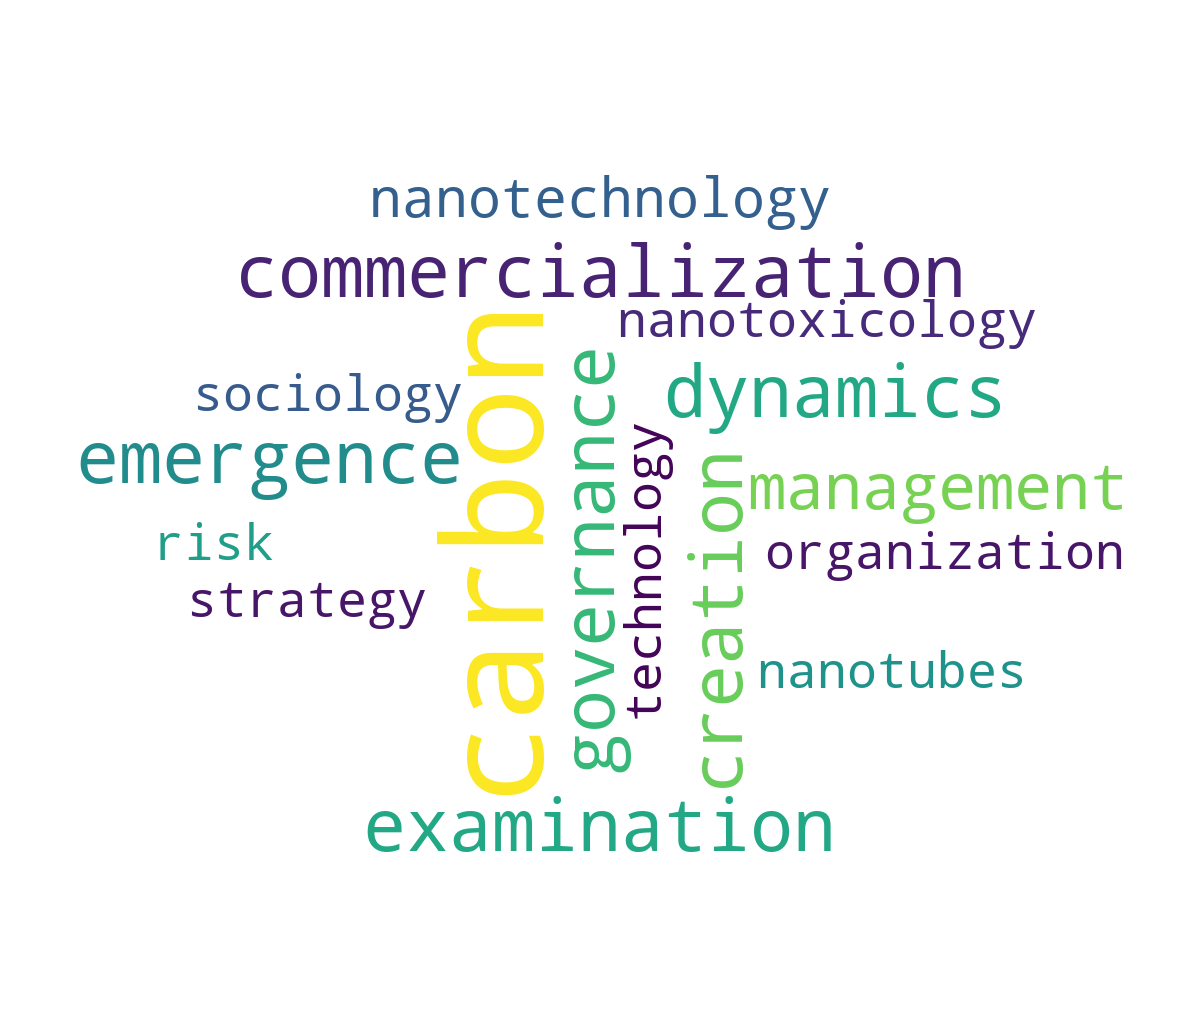 nanotechnology
commercialization
nanotoxicology
carbon
governance
dynamics
sociology
technology
emergence
creation
management
risk
organization
strategy
nanotubes
examination